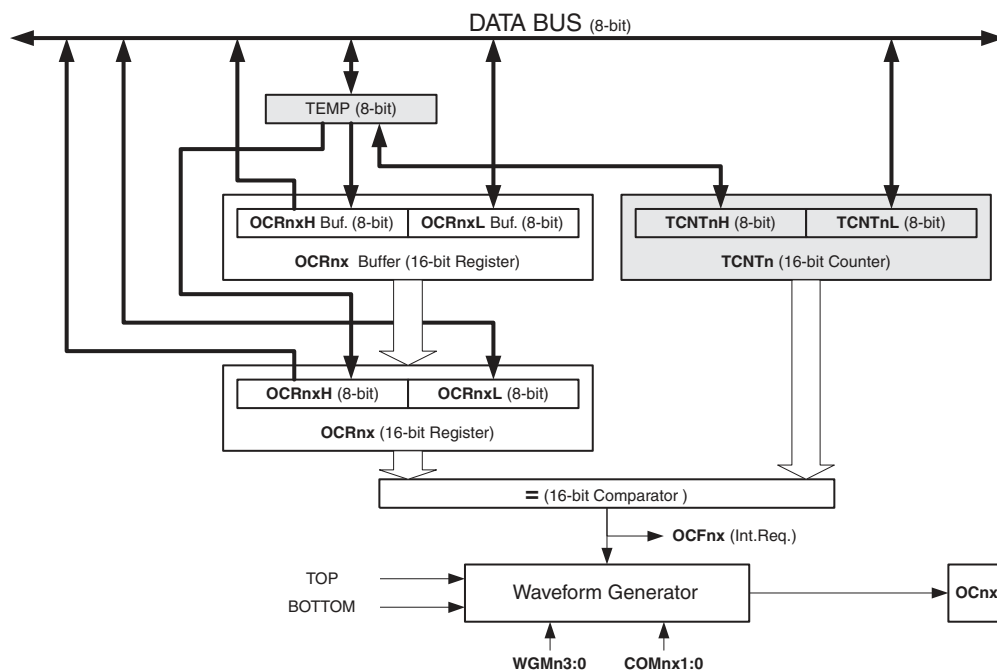 DATA BUS (8-bit)
TEMP (8-bit)
OCRnxH Buf. (8-bit) OCRnxL Buf. (8-bit)
OCRnx Buffer (16-bit Register)
TCNTnH (8-bit) TCNTnL (8-bit)
TCNTn (16-bit Counter)
OCRnxH (8-bit) OCRnxL (8-bit)
OCRnx (16-bit Register)
= (16-bit Comparator )
OCFnx (Int.Req.)
TOP
BOTTOM
Waveform Generator
OCnx
WGMn3:0 COMnx1:0